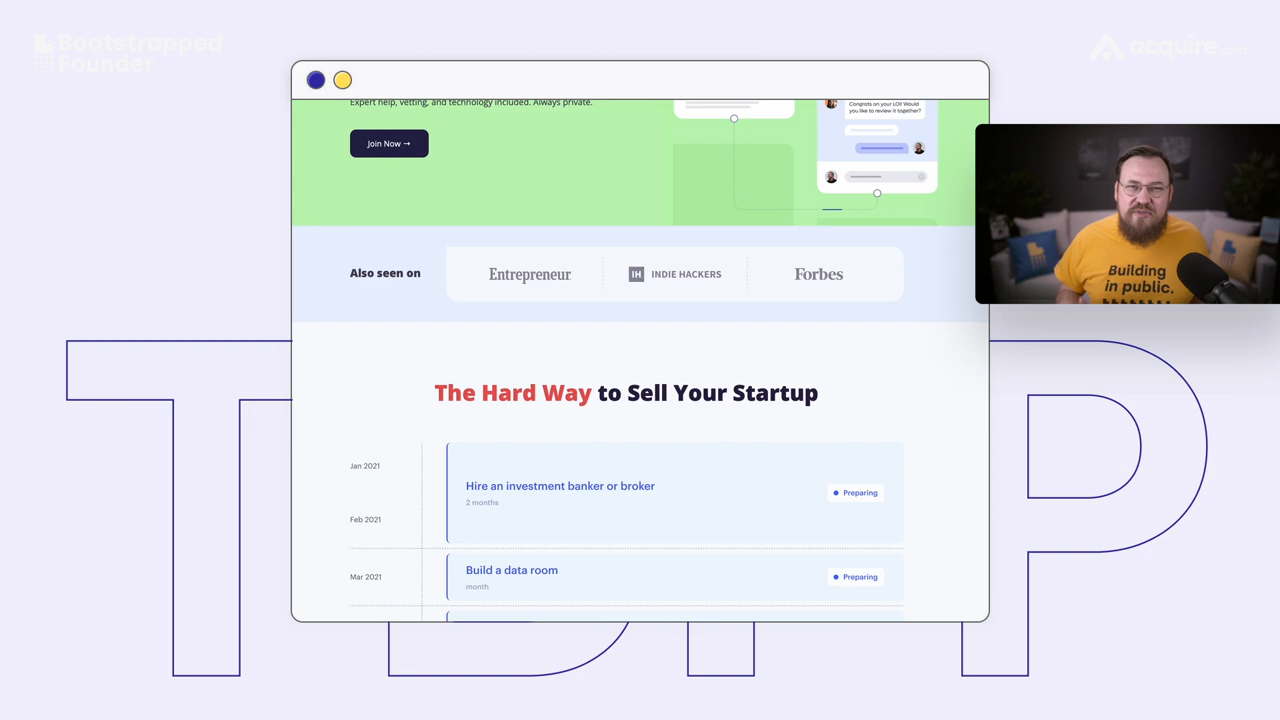 Bootstrapped
Founder
acquire.com
Expert help, vetting, and technology included. Always private.
Join Now →
Congrats on your LOI! Would
you like to review it together?
Also seen on
Entrepreneur
IH INDIE HACKERS
Forbes
Building
in public.
The Hard Way to Sell Your Startup
Jan 2021
Hire an investment banker or broker
2 months
Preparing
Feb 2021
Mar 2021
Build a data room
month
Preparing